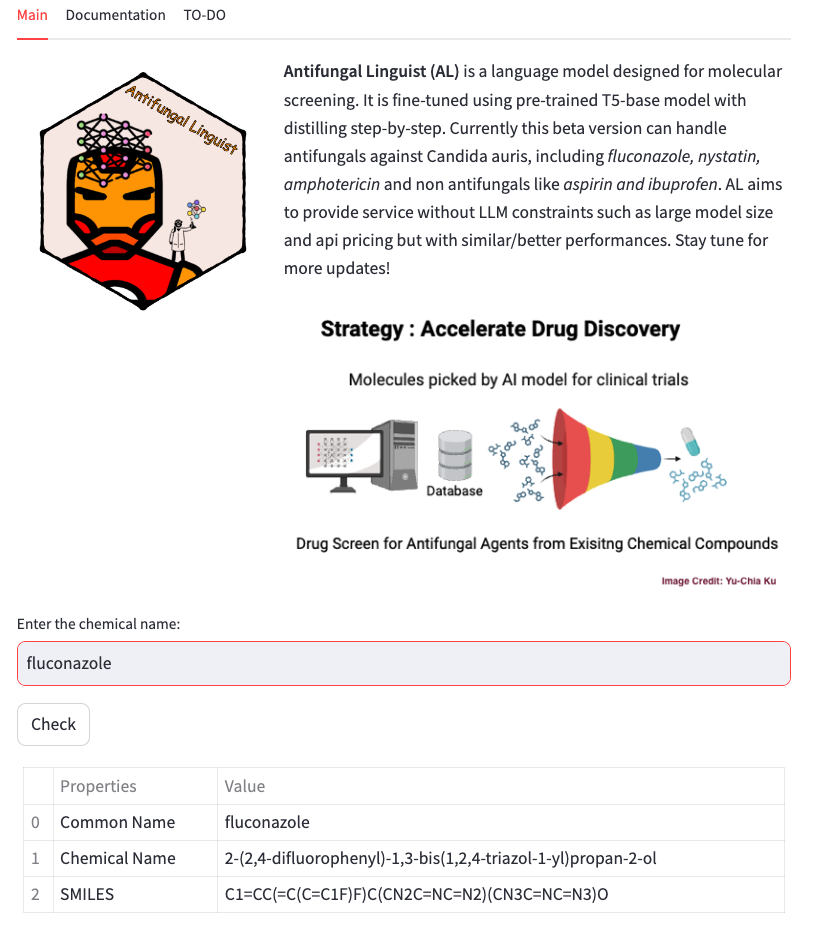 Main Documentation TO-DO
Antifungal Linguist
Antifungal Linguist (AL) is a language model designed for molecular
screening. It is fine-tuned using pre-trained T5-base model with
distilling step-by-step. Currently this beta version can handle
antifungals against Candida auris, including fluconazole, nystatin,
amphotericin and non antifungals like aspirin and ibuprofen. AL aims
to provide service without LLM constraints such as large model size
and api pricing but with similar/better performances. Stay tune for
more updates!
Strategy : Accelerate Drug Discovery
Molecules picked by AI model for clinical trials
Database
Drug Screen for Antifungal Agents from Exisitng Chemical Compounds
Image Credit: Yu-Chia Ku
Enter the chemical name:
fluconazole
Check
Properties Value
0 Common Name fluconazole
1 Chemical Name 2-(2,4-difluorophenyl)-1,3-bis(1,2,4-triazol-1-yl)propan-2-ol
2 SMILES C1=CC(=C(C=C1F)F)C(CN2C=NC=N2)(CN3C=NC=N3)O